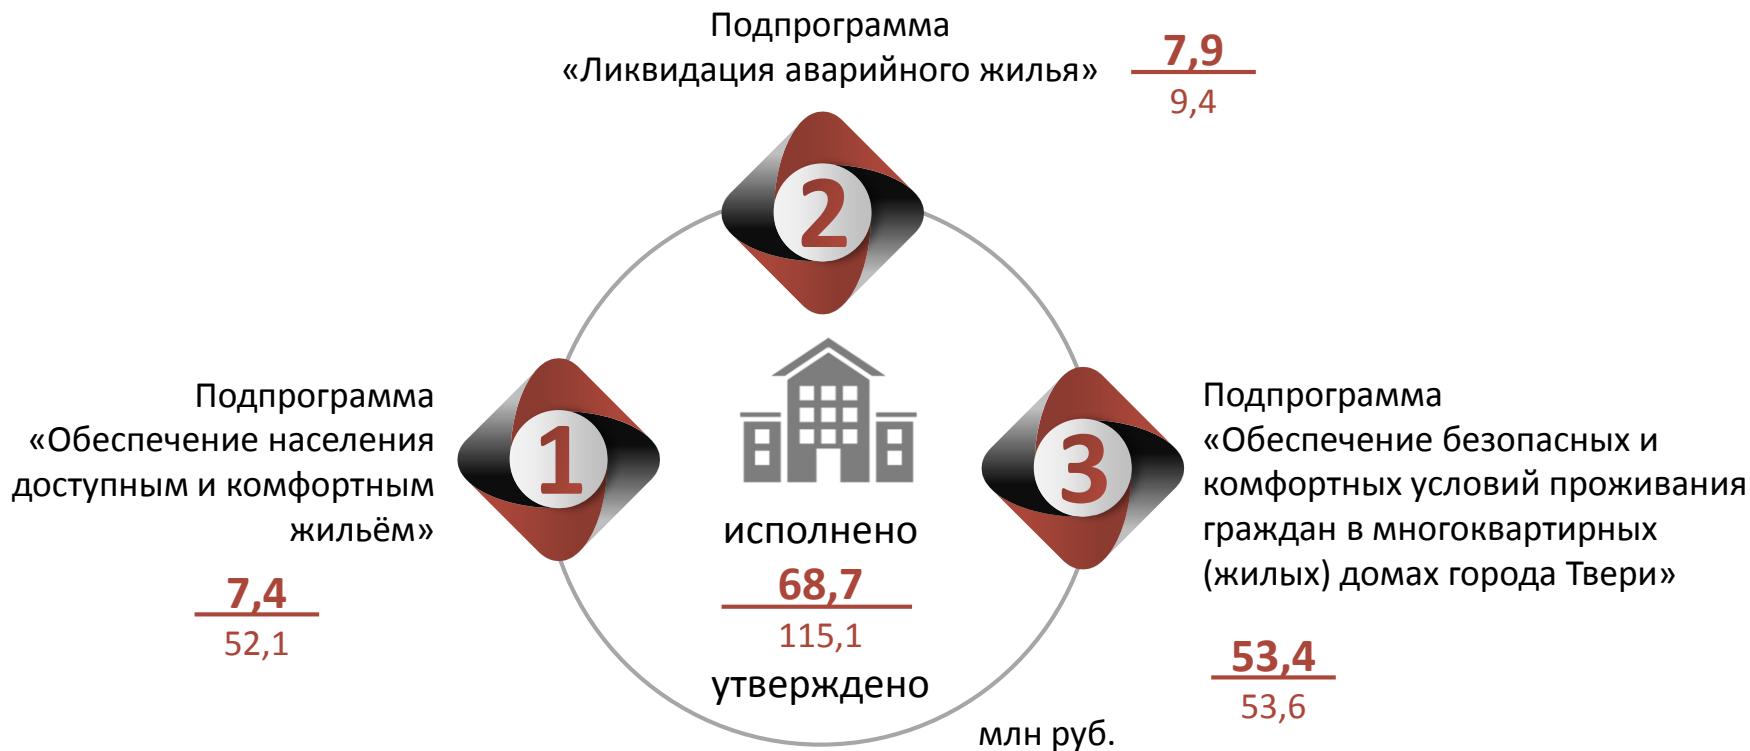 Подпрограмма
«Ликвидация аварийного жилья»
7,9
9,4
2
Подпрограмма
«Обеспечение населения
доступным и комфортным
жильём»
7,4
52,1
1
исполнено
68,7
115,1
утверждено
млн руб.
3
Подпрограмма
«Обеспечение безопасных и
комфортных условий проживания
граждан в многоквартирных
(жилых) домах города Твери»
53,4
53,6